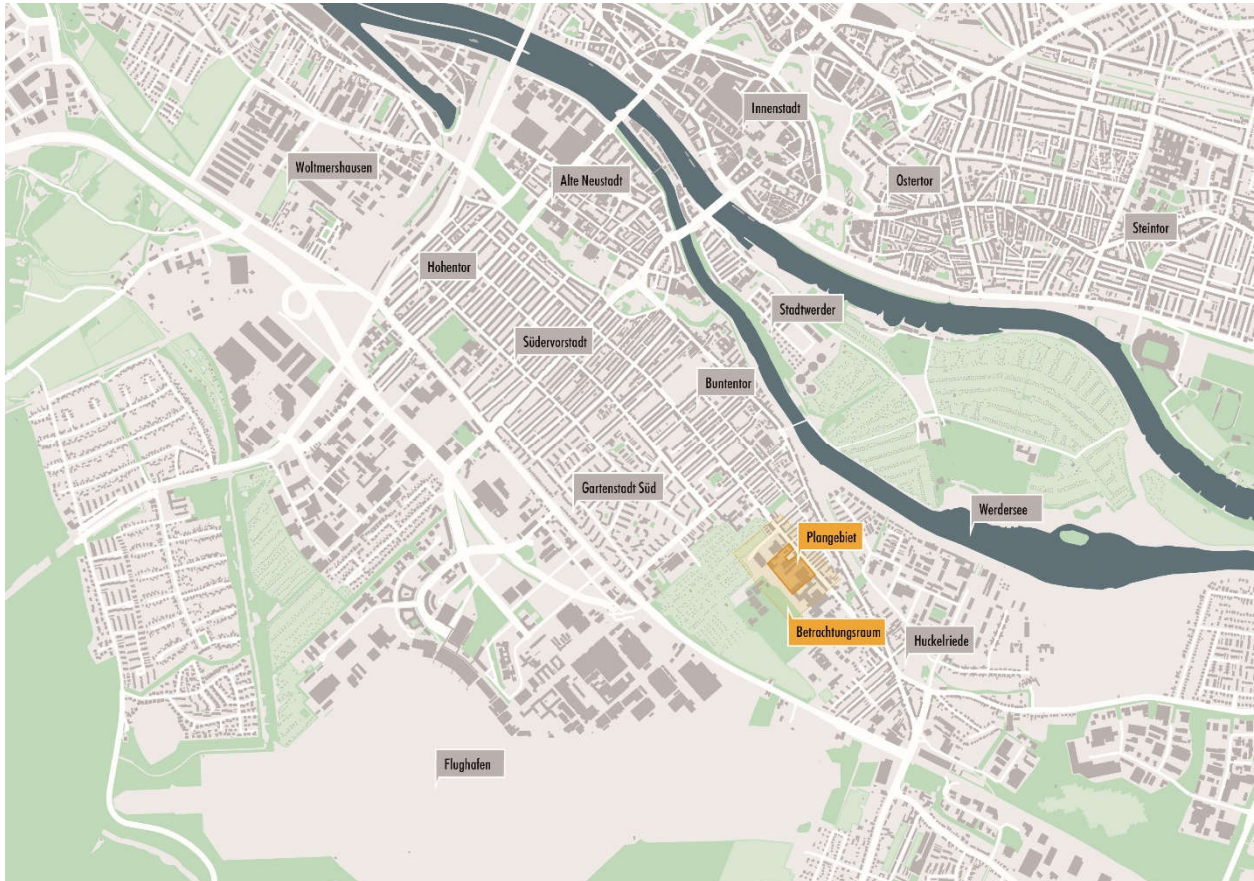 Innenstadt
Woltmershausen
Alte Neustadt
Ostertor
Steintor
Hohentor
Stadtwerder
Südervorstadt
Buntentor
Gartenstadt Süd
Werdersee
Plangebiet
Betrachtungsraum
Huckelriede
Flughafen